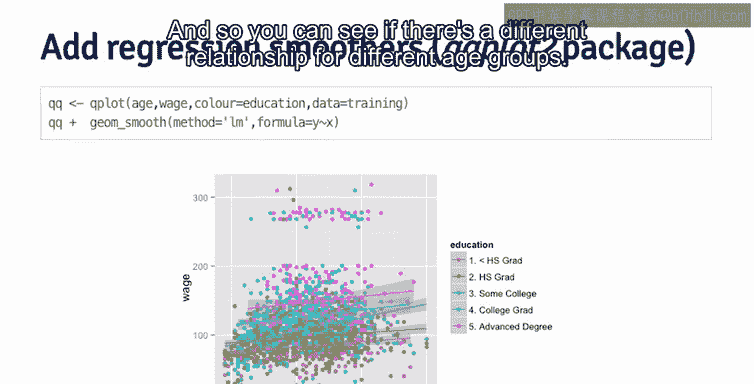 And so you can see if there's a different
relationship for different age groups.
Add regression smoothers (ggplot2 package)
qq <- qplot(age,wage,colour=education,data=training)
qq + geom_smooth(method='lm',formula=y~x)
300
200
100
wage
education
1. < HS Grad
2. HS Grad
3. Some College
4. College Grad
5. Advanced Degree